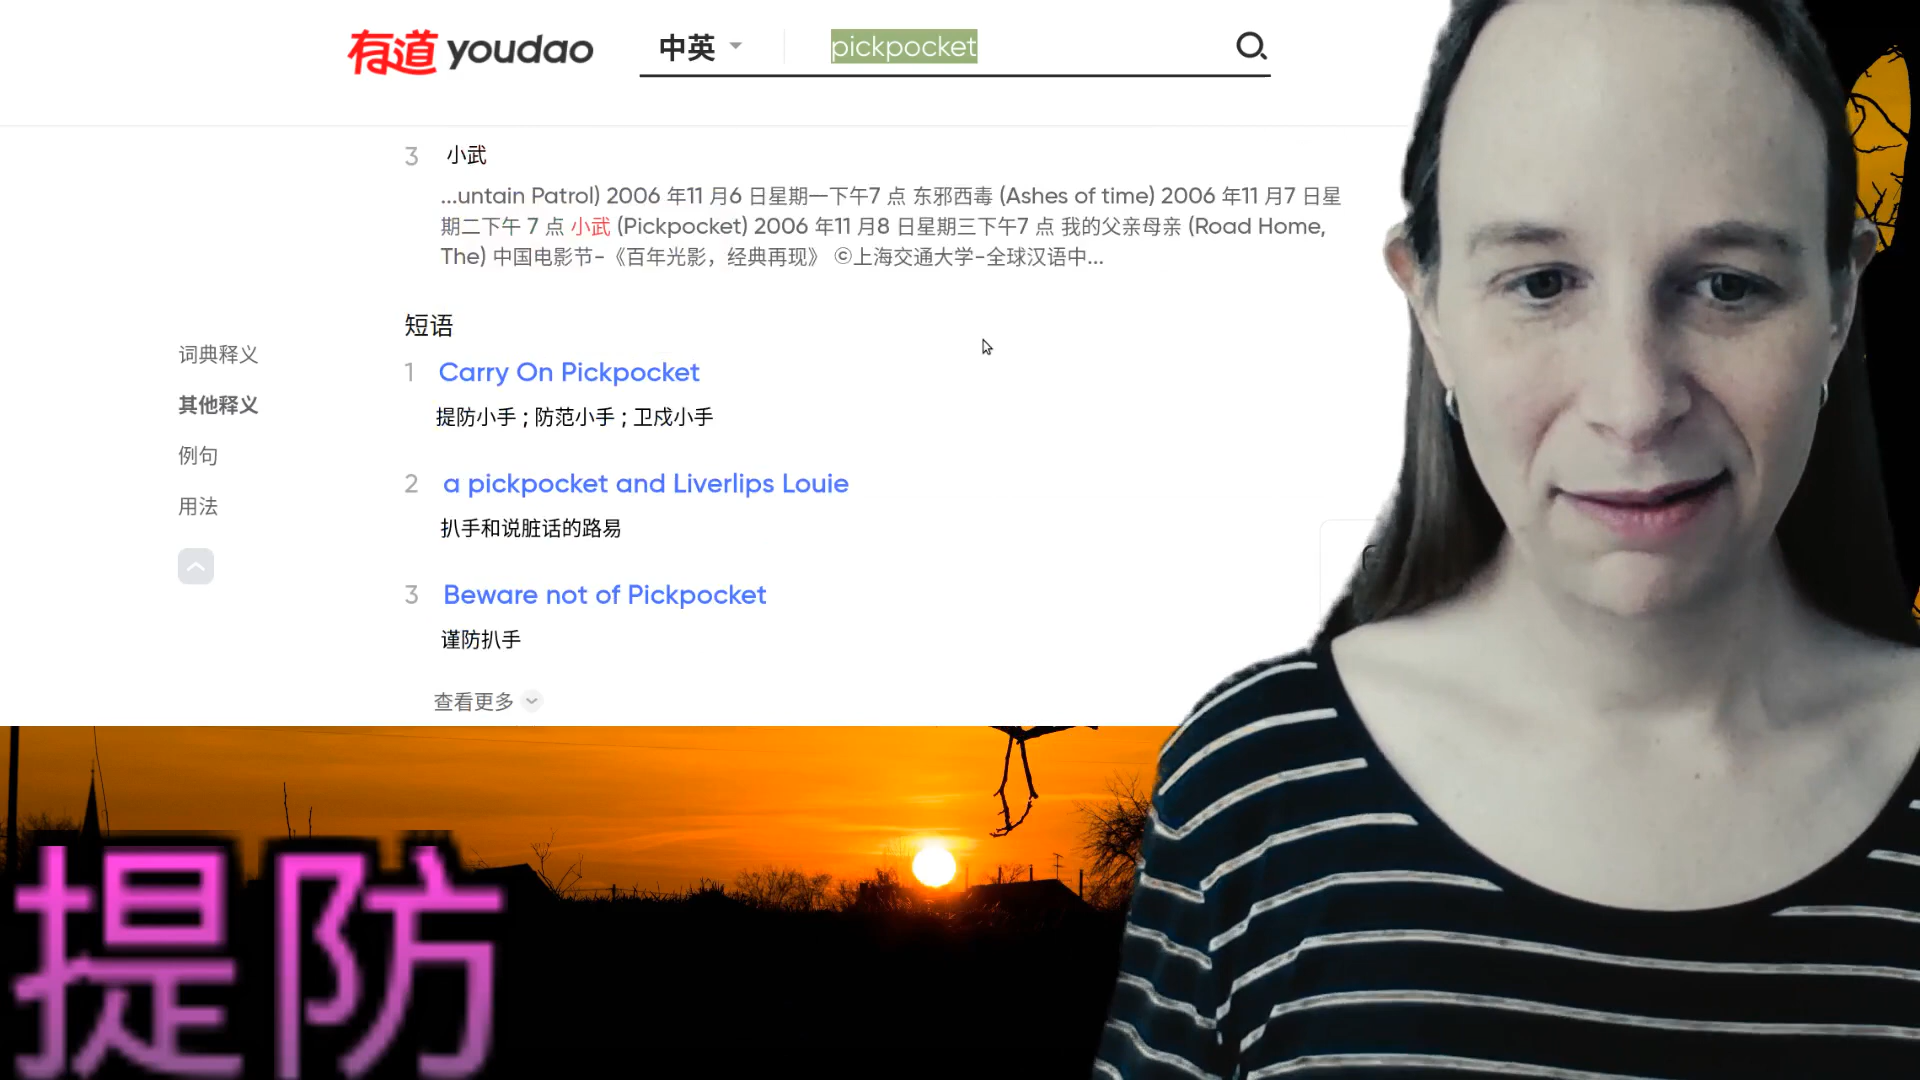 有道 youdao
中英
pickpocket
3 小武
...untain Patrol) 2006 年11 月6 日星期一下午7 点 东邪西毒 (Ashes of time) 2006 年11 月7 日星
期二下午 7 点 小武 (Pickpocket) 2006 年11 月8 日星期三下午7 点 我的父亲母亲 (Road Home,
The) 中国电影节-《百年光影，经典再现》 ©上海交通大学-全球汉语中...
词典释义
其他释义
例句
用法
短语
1 Carry On Pickpocket
提防小手 ; 防范小手 ; 卫戍小手
2 a pickpocket and Liverlips Louie
扒手和说脏话的路易
3 Beware not of Pickpocket
谨防扒手
查看更多
提防